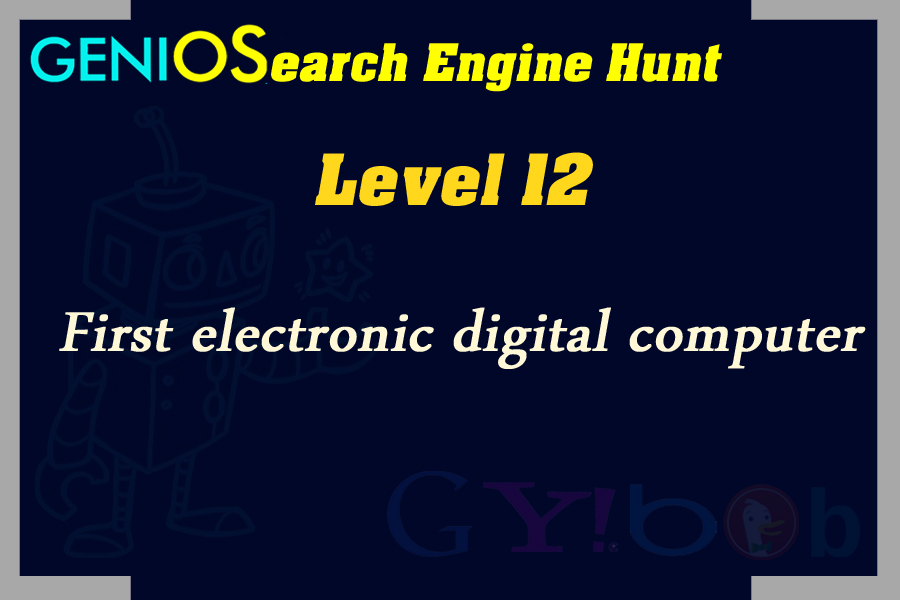 GENIOSearch Engine Hunt
Level 12
First electronic digital computer
G Y! b b